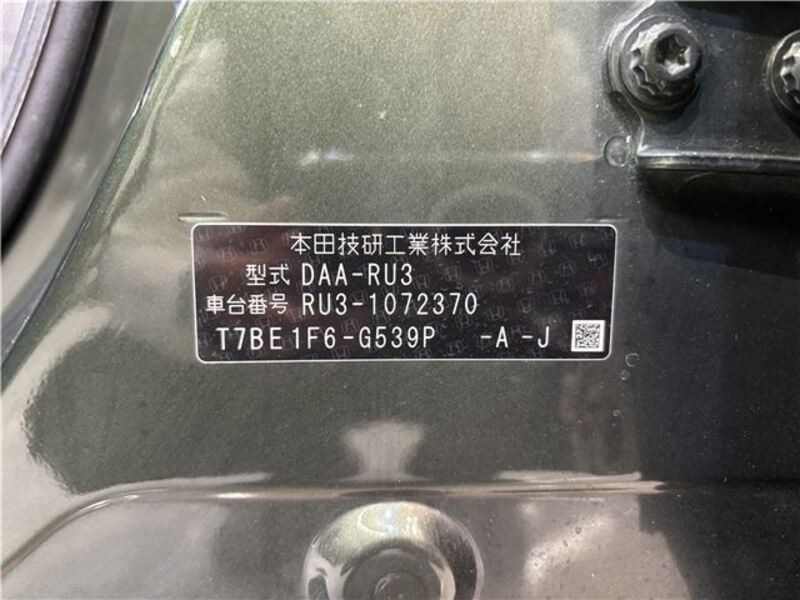 本田技研工業株式会社
型式 DAA-RU3
車台番号 RU3-1072370
T7BE1F6-G539P -A-J